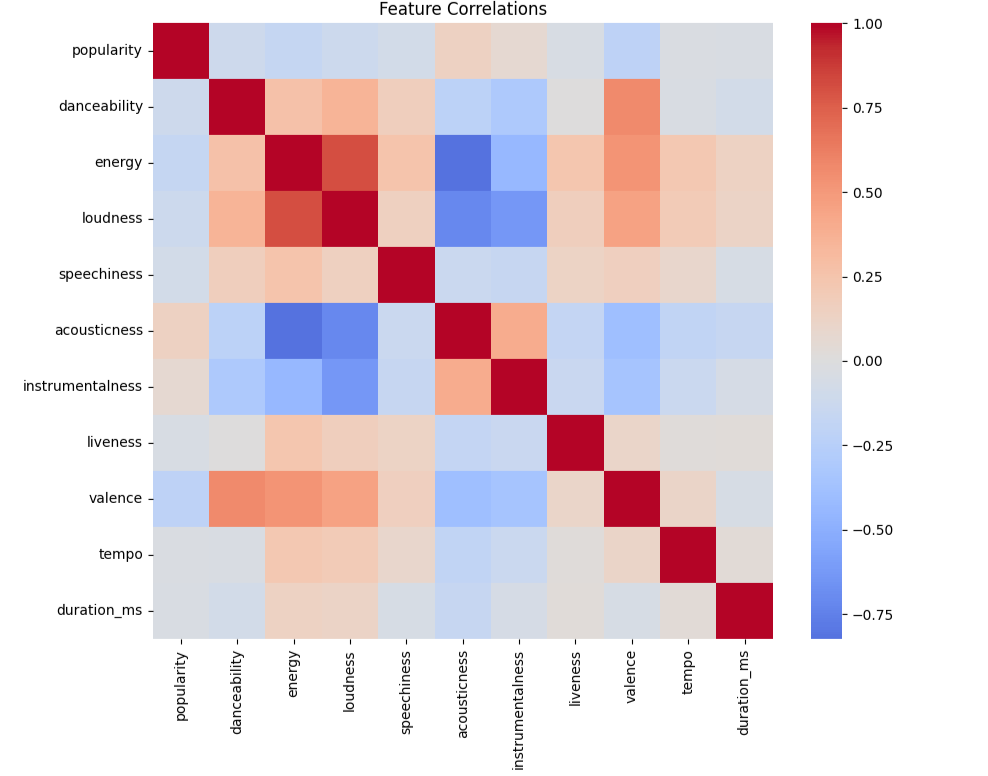 Feature Correlations
popularity
danceability
energy
loudness
speechiness
acousticness
instrumentalness
liveness
valence
tempo
duration_ms
popularity
danceability
energy
loudness
speechiness
acousticness
instrumentalness
liveness
valence
tempo
duration_ms
1.00
0.75
0.50
0.25
0.00
−0.25
−0.50
−0.75